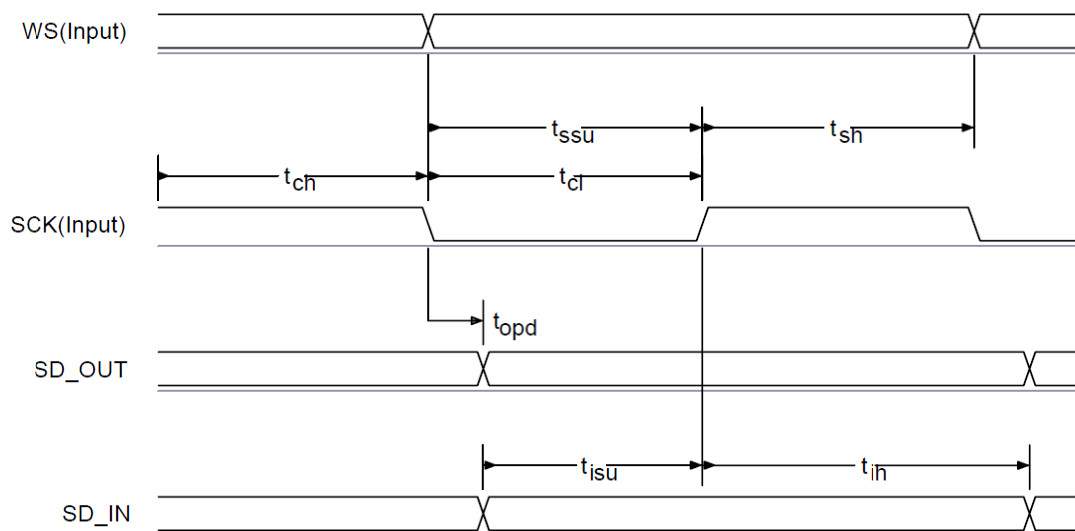 WS(Input)
tssu
tsh
tch
tcl
SCK(Input)
topd
SD_OUT
tisu
tih
SD_IN